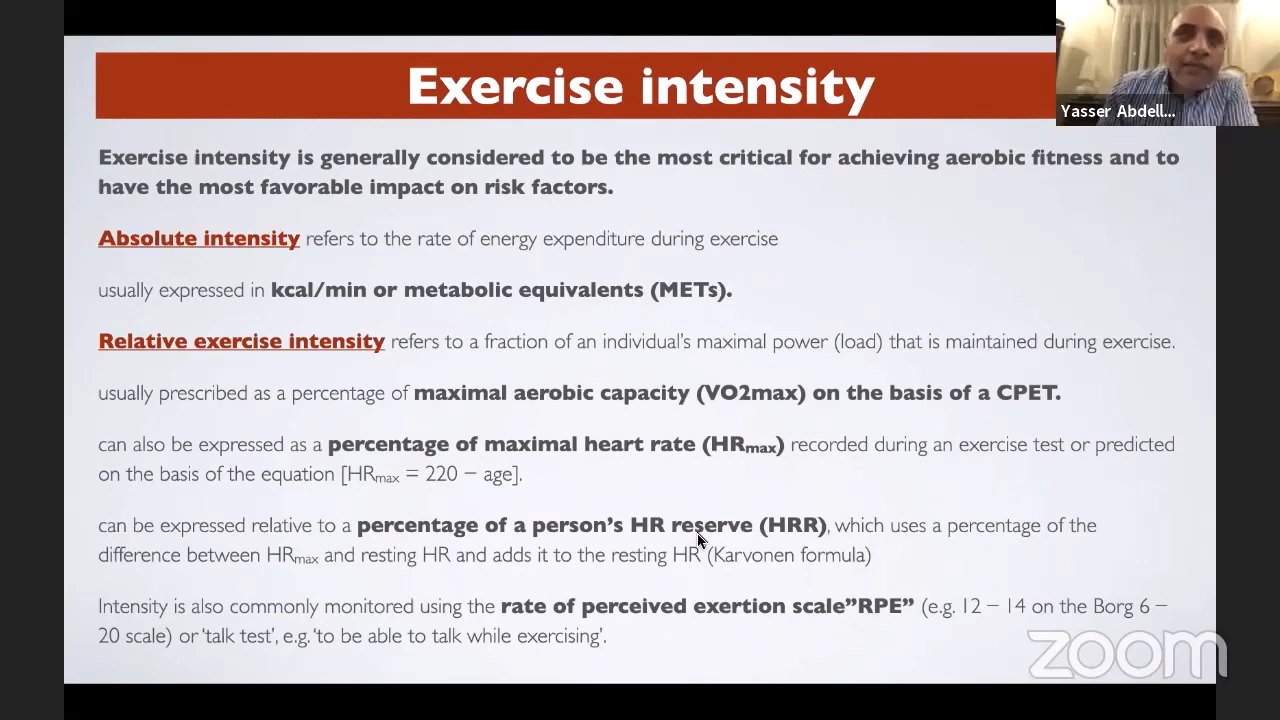 Exercise intensity
Yasser Abdell...
Exercise intensity is generally considered to be the most critical for achieving aerobic fitness and to
have the most favorable impact on risk factors.
Absolute intensity refers to the rate of energy expenditure during exercise
usually expressed in kcal/min or metabolic equivalents (METs).
Relative exercise intensity refers to a fraction of an individual’s maximal power (load) that is maintained during exercise.
usually prescribed as a percentage of maximal aerobic capacity (VO2max) on the basis of a CPET.
can also be expressed as a percentage of maximal heart rate (HRmax) recorded during an exercise test or predicted
on the basis of the equation [HRmax = 220 − age].
can be expressed relative to a percentage of a person’s HR reserve (HRR), which uses a percentage of the
difference between HRmax and resting HR and adds it to the resting HR (Karvonen formula)
Intensity is also commonly monitored using the rate of perceived exertion scale”RPE” (e.g. 12 − 14 on the Borg 6 −
20 scale) or ‘talk test’, e.g. ‘to be able to talk while exercising’.
zoom